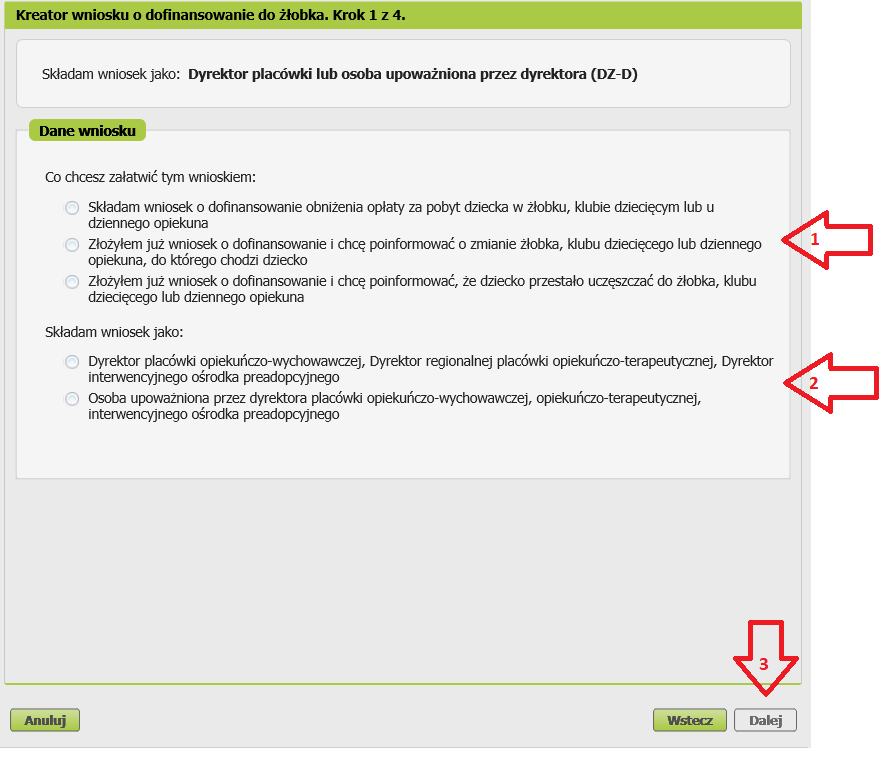 Kreator wniosku o dofinansowanie do żłobka. Krok 1 z 4.
Składam wniosek jako: Dyrektor placówki lub osoba upoważniona przez dyrektora (DZ-D)
Dane wniosku
Co chcesz załatwić tym wnioskiem:
Składam wniosek o dofinansowanie obniżenia opłaty za pobyt dziecka w żłobku, klubie dziecięcym lub u
dziennego opiekuna
Złożyłem już wniosek o dofinansowanie i chcę poinformować o zmianie żłobka, klubu dziecięcego lub dziennego
opiekuna, do którego chodzi dziecko
1
Złożyłem już wniosek o dofinansowanie i chcę poinformować, że dziecko przestało uczęszczać do żłobka, klubu
dziecięcego lub dziennego opiekuna
Składam wniosek jako:
Dyrektor placówki opiekuńczo-wychowawczej, Dyrektor regionalnej placówki opiekuńczo-terapeutycznej, Dyrektor
interwencyjnego ośrodka preadopcyjnego
2
Osoba upoważniona przez dyrektora placówki opiekuńczo-wychowawczej, opiekuńczo-terapeutycznej,
interwencyjnego ośrodka preadopcyjnego
3
Anuluj
Wstecz
Dalej